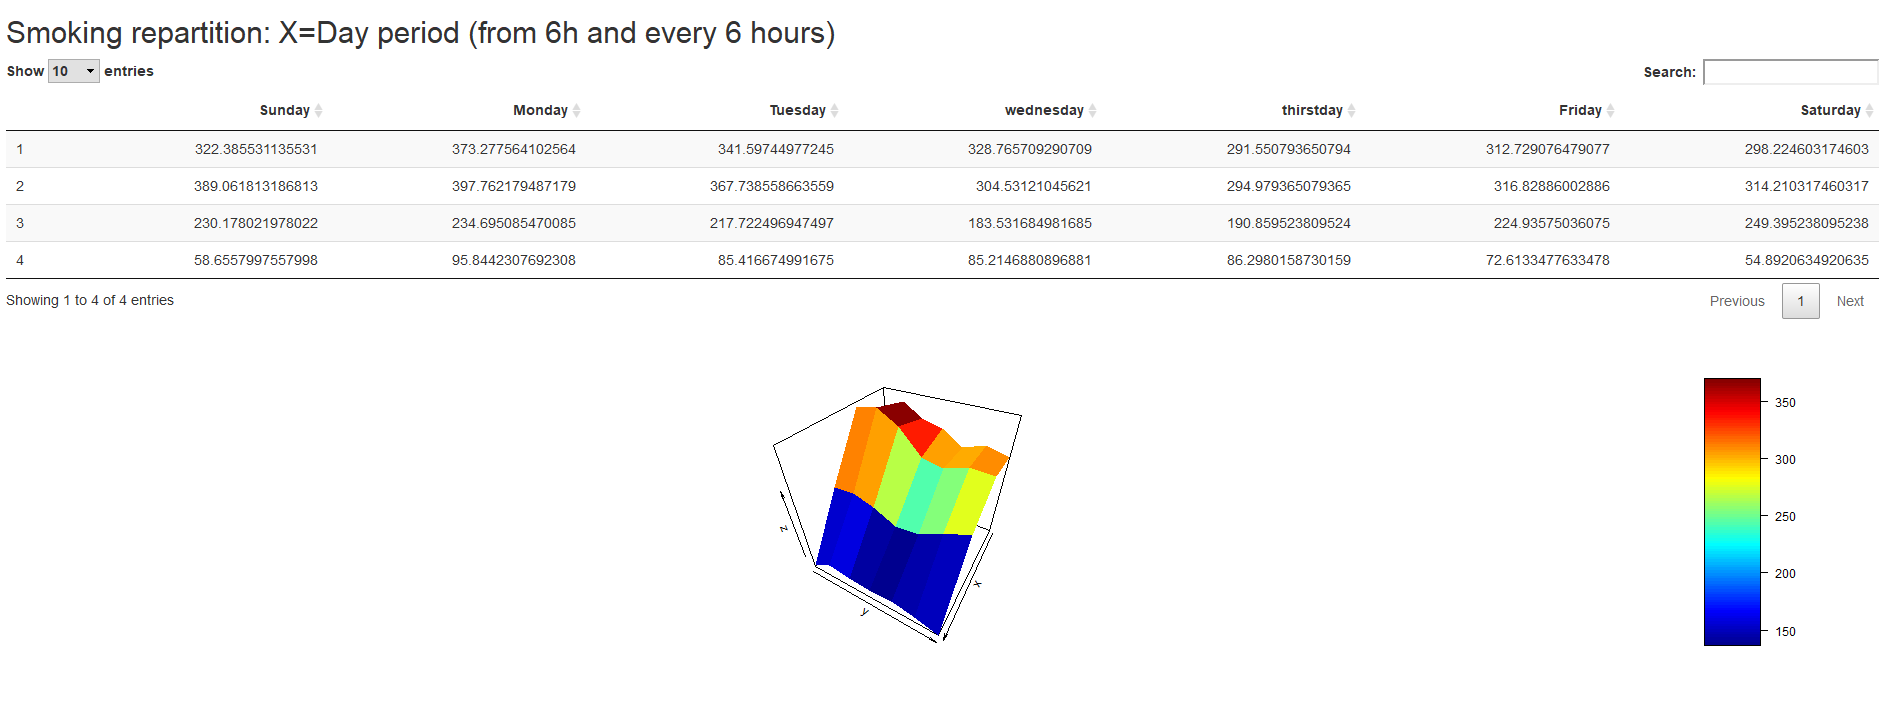 Smoking repartition: X=Day period (from 6h and every 6 hours)
Show 10 entries Search:
Sunday Monday Tuesday wednesday thirstday Friday Saturday
1 322.385531135531 373.277564102564 341.59744977245 328.765709290709 291.550793650794 312.729076479077 298.224603174603
2 389.061813186813 397.762179487179 367.738558663559 304.53121045621 294.979365079365 316.82886002886 314.210317460317
3 230.178021978022 234.695085470085 217.722496947497 183.531684981685 190.859523809524 224.93575036075 249.395238095238
4 58.6557997557998 95.8442307692308 85.416674991675 85.2146880896881 86.2980158730159 72.6133477633478 54.8920634920635
Showing 1 to 4 of 4 entries Previous 1 Next
z
y
x
350
300
250
200
150